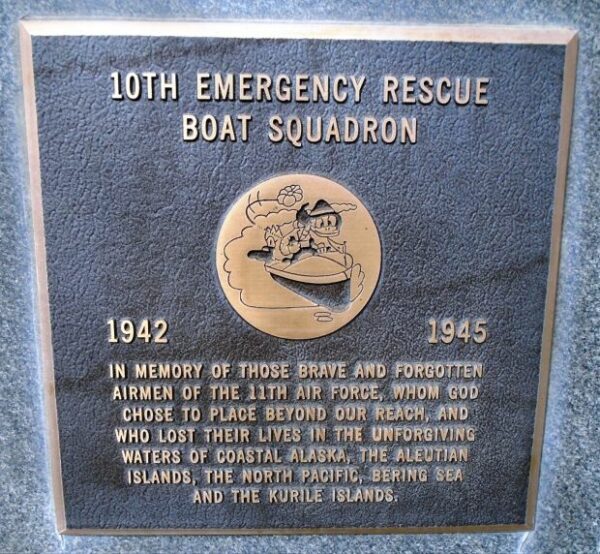 10TH EMERGENCY RESCUE
BOAT SQUADRON
1942 1945
IN MEMORY OF THOSE BRAVE AND FORGOTTEN
AIRMEN OF THE 11TH AIR FORCE, WHOM GOD
CHOSE TO PLACE BEYOND OUR REACH, AND
WHO LOST THEIR LIVES IN THE UNFORGIVING
WATERS OF COASTAL ALASKA, THE ALEUTIAN
ISLANDS, THE NORTH PACIFIC, BERING SEA
AND THE KURILE ISLANDS.